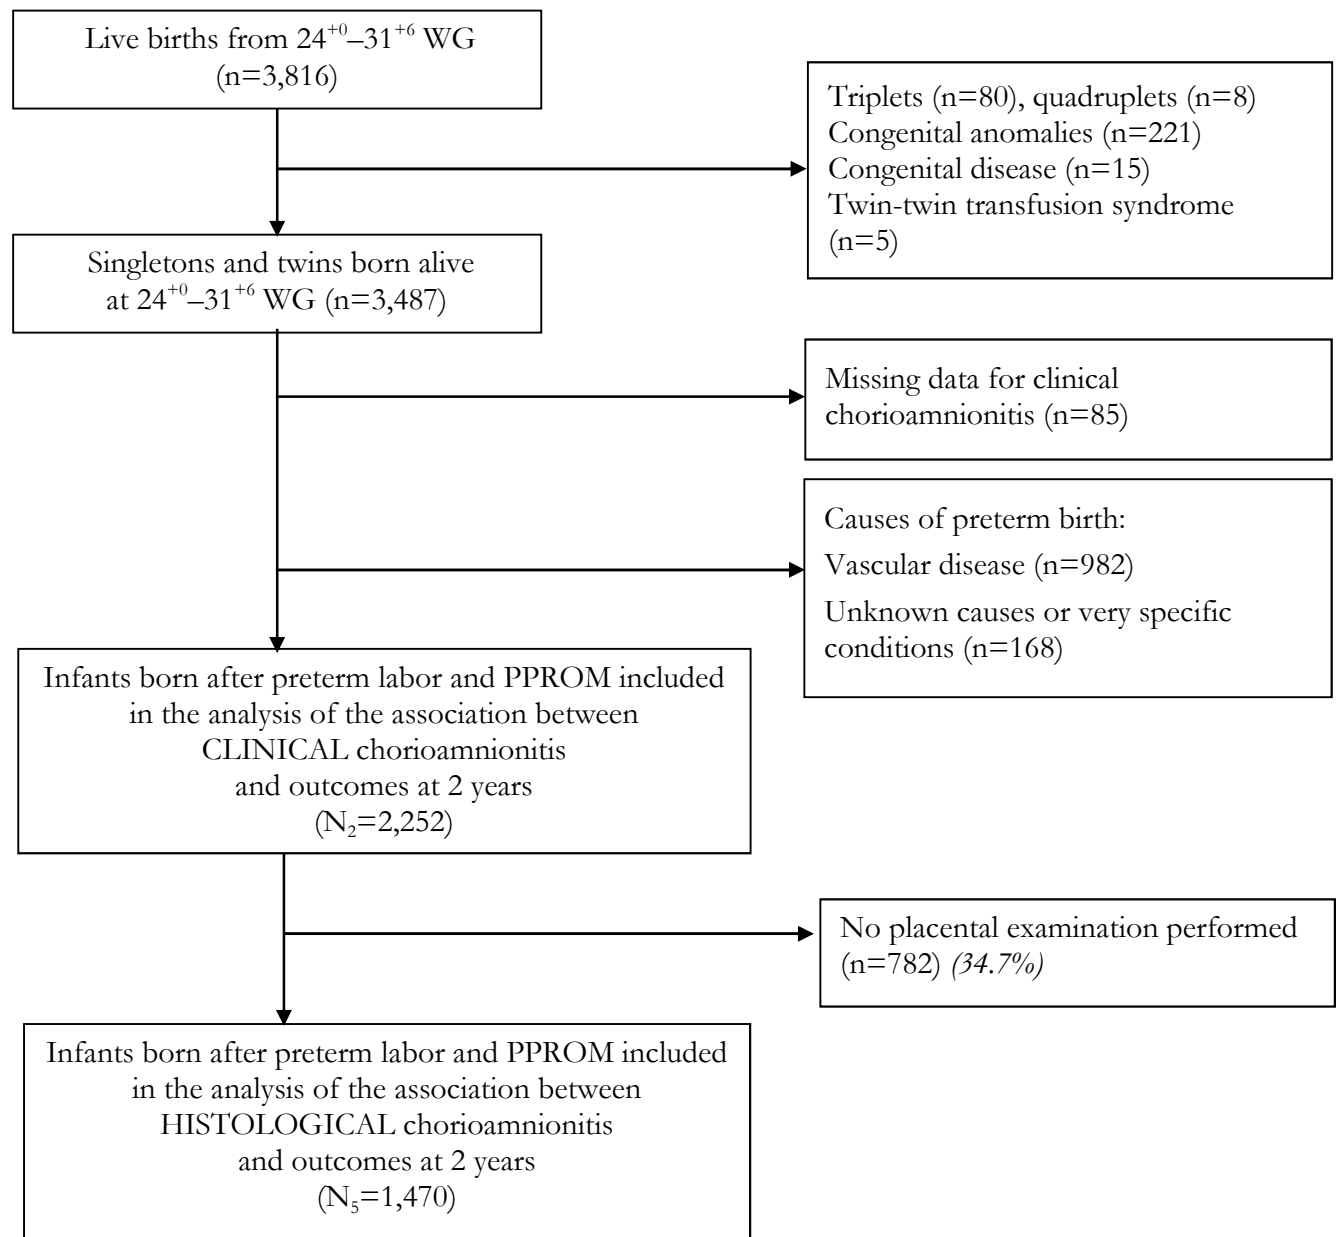 Live births from 24⁺⁰–31⁺⁶ WG
(n=3,816)
Triplets (n=80), quadruplets (n=8)
Congenital anomalies (n=221)
Congenital disease (n=15)
Twin-twin transfusion syndrome
(n=5)
Singletons and twins born alive
at 24⁺⁰–31⁺⁶ WG (n=3,487)
Missing data for clinical
chorioamnionitis (n=85)
Causes of preterm birth:
Vascular disease (n=982)
Unknown causes or very specific
conditions (n=168)
Infants born after preterm labor and PPROM included
in the analysis of the association between
CLINICAL chorioamnionitis
and outcomes at 2 years
(N₂=2,252)
No placental examination performed
(n=782) (34.7%)
Infants born after preterm labor and PPROM included
in the analysis of the association between
HISTOLOGICAL chorioamnionitis
and outcomes at 2 years
(N₅=1,470)